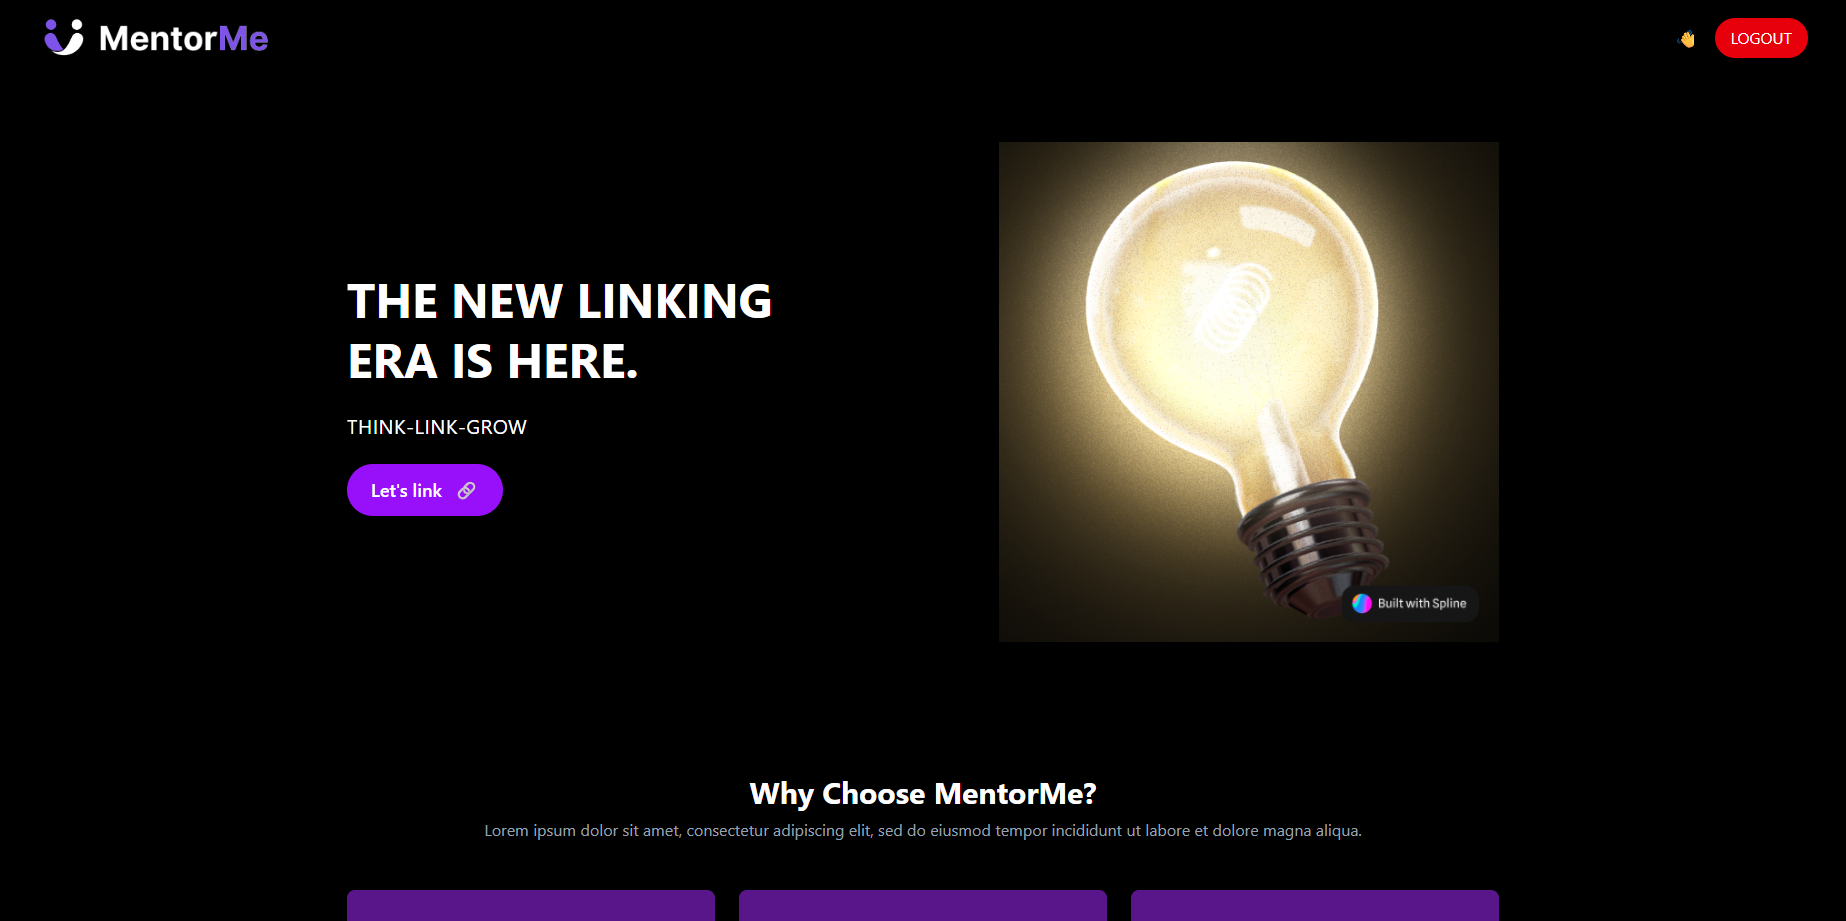 MentorMe
👋 LOGOUT
THE NEW LINKING
ERA IS HERE.
THINK-LINK-GROW
Let's link 🔗
Built with Spline
Why Choose MentorMe?
Lorem ipsum dolor sit amet, consectetur adipiscing elit, sed do eiusmod tempor incididunt ut labore et dolore magna aliqua.